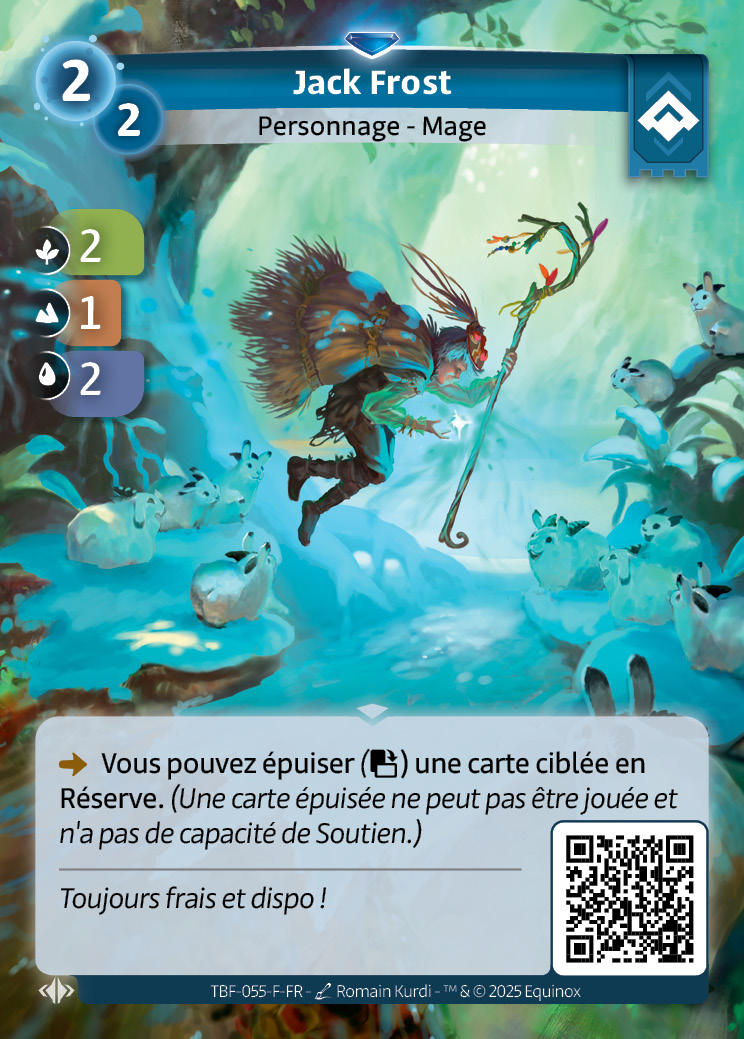 2
Jack Frost
2
Personnage - Mage
2
1
2
Vous pouvez épuiser () une carte ciblée en
Réserve. (Une carte épuisée ne peut pas être jouée et
n'a pas de capacité de Soutien.)
Toujours frais et dispo !
TBF-055-F-FR - Romain Kurdi - ™ & © 2025 Equinox